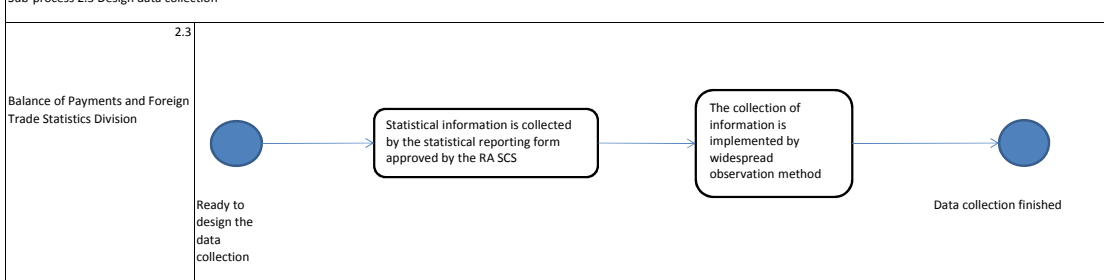 Sub-process 2.3 Design data collection
2.3
Balance of Payments and Foreign
Trade Statistics Division
Statistical information is collected
by the statistical reporting form
approved by the RA SCS
The collection of
information is
implemented by
widespread
observation method
Ready to
design the
data
collection
Data collection finished